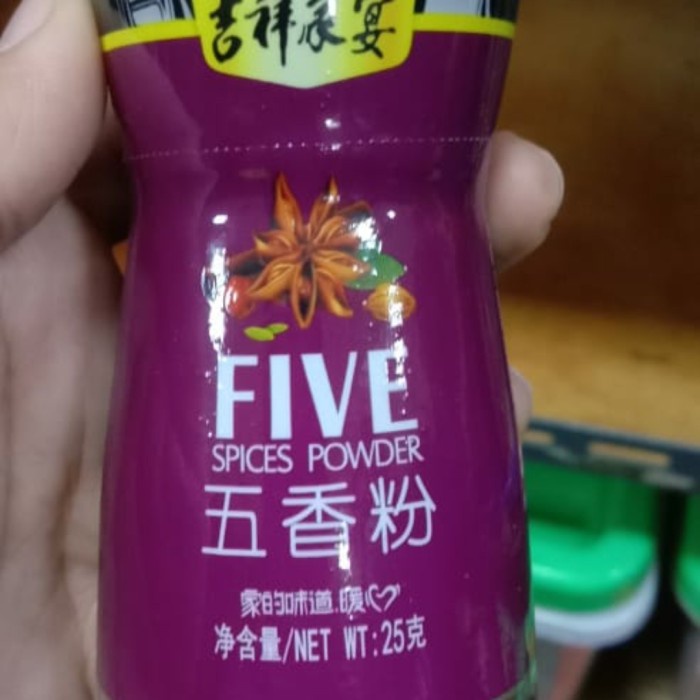 吉祥家宴
FIVE
SPICES POWDER
五香粉
家的味道.暖心
净含量/NET WT:25克